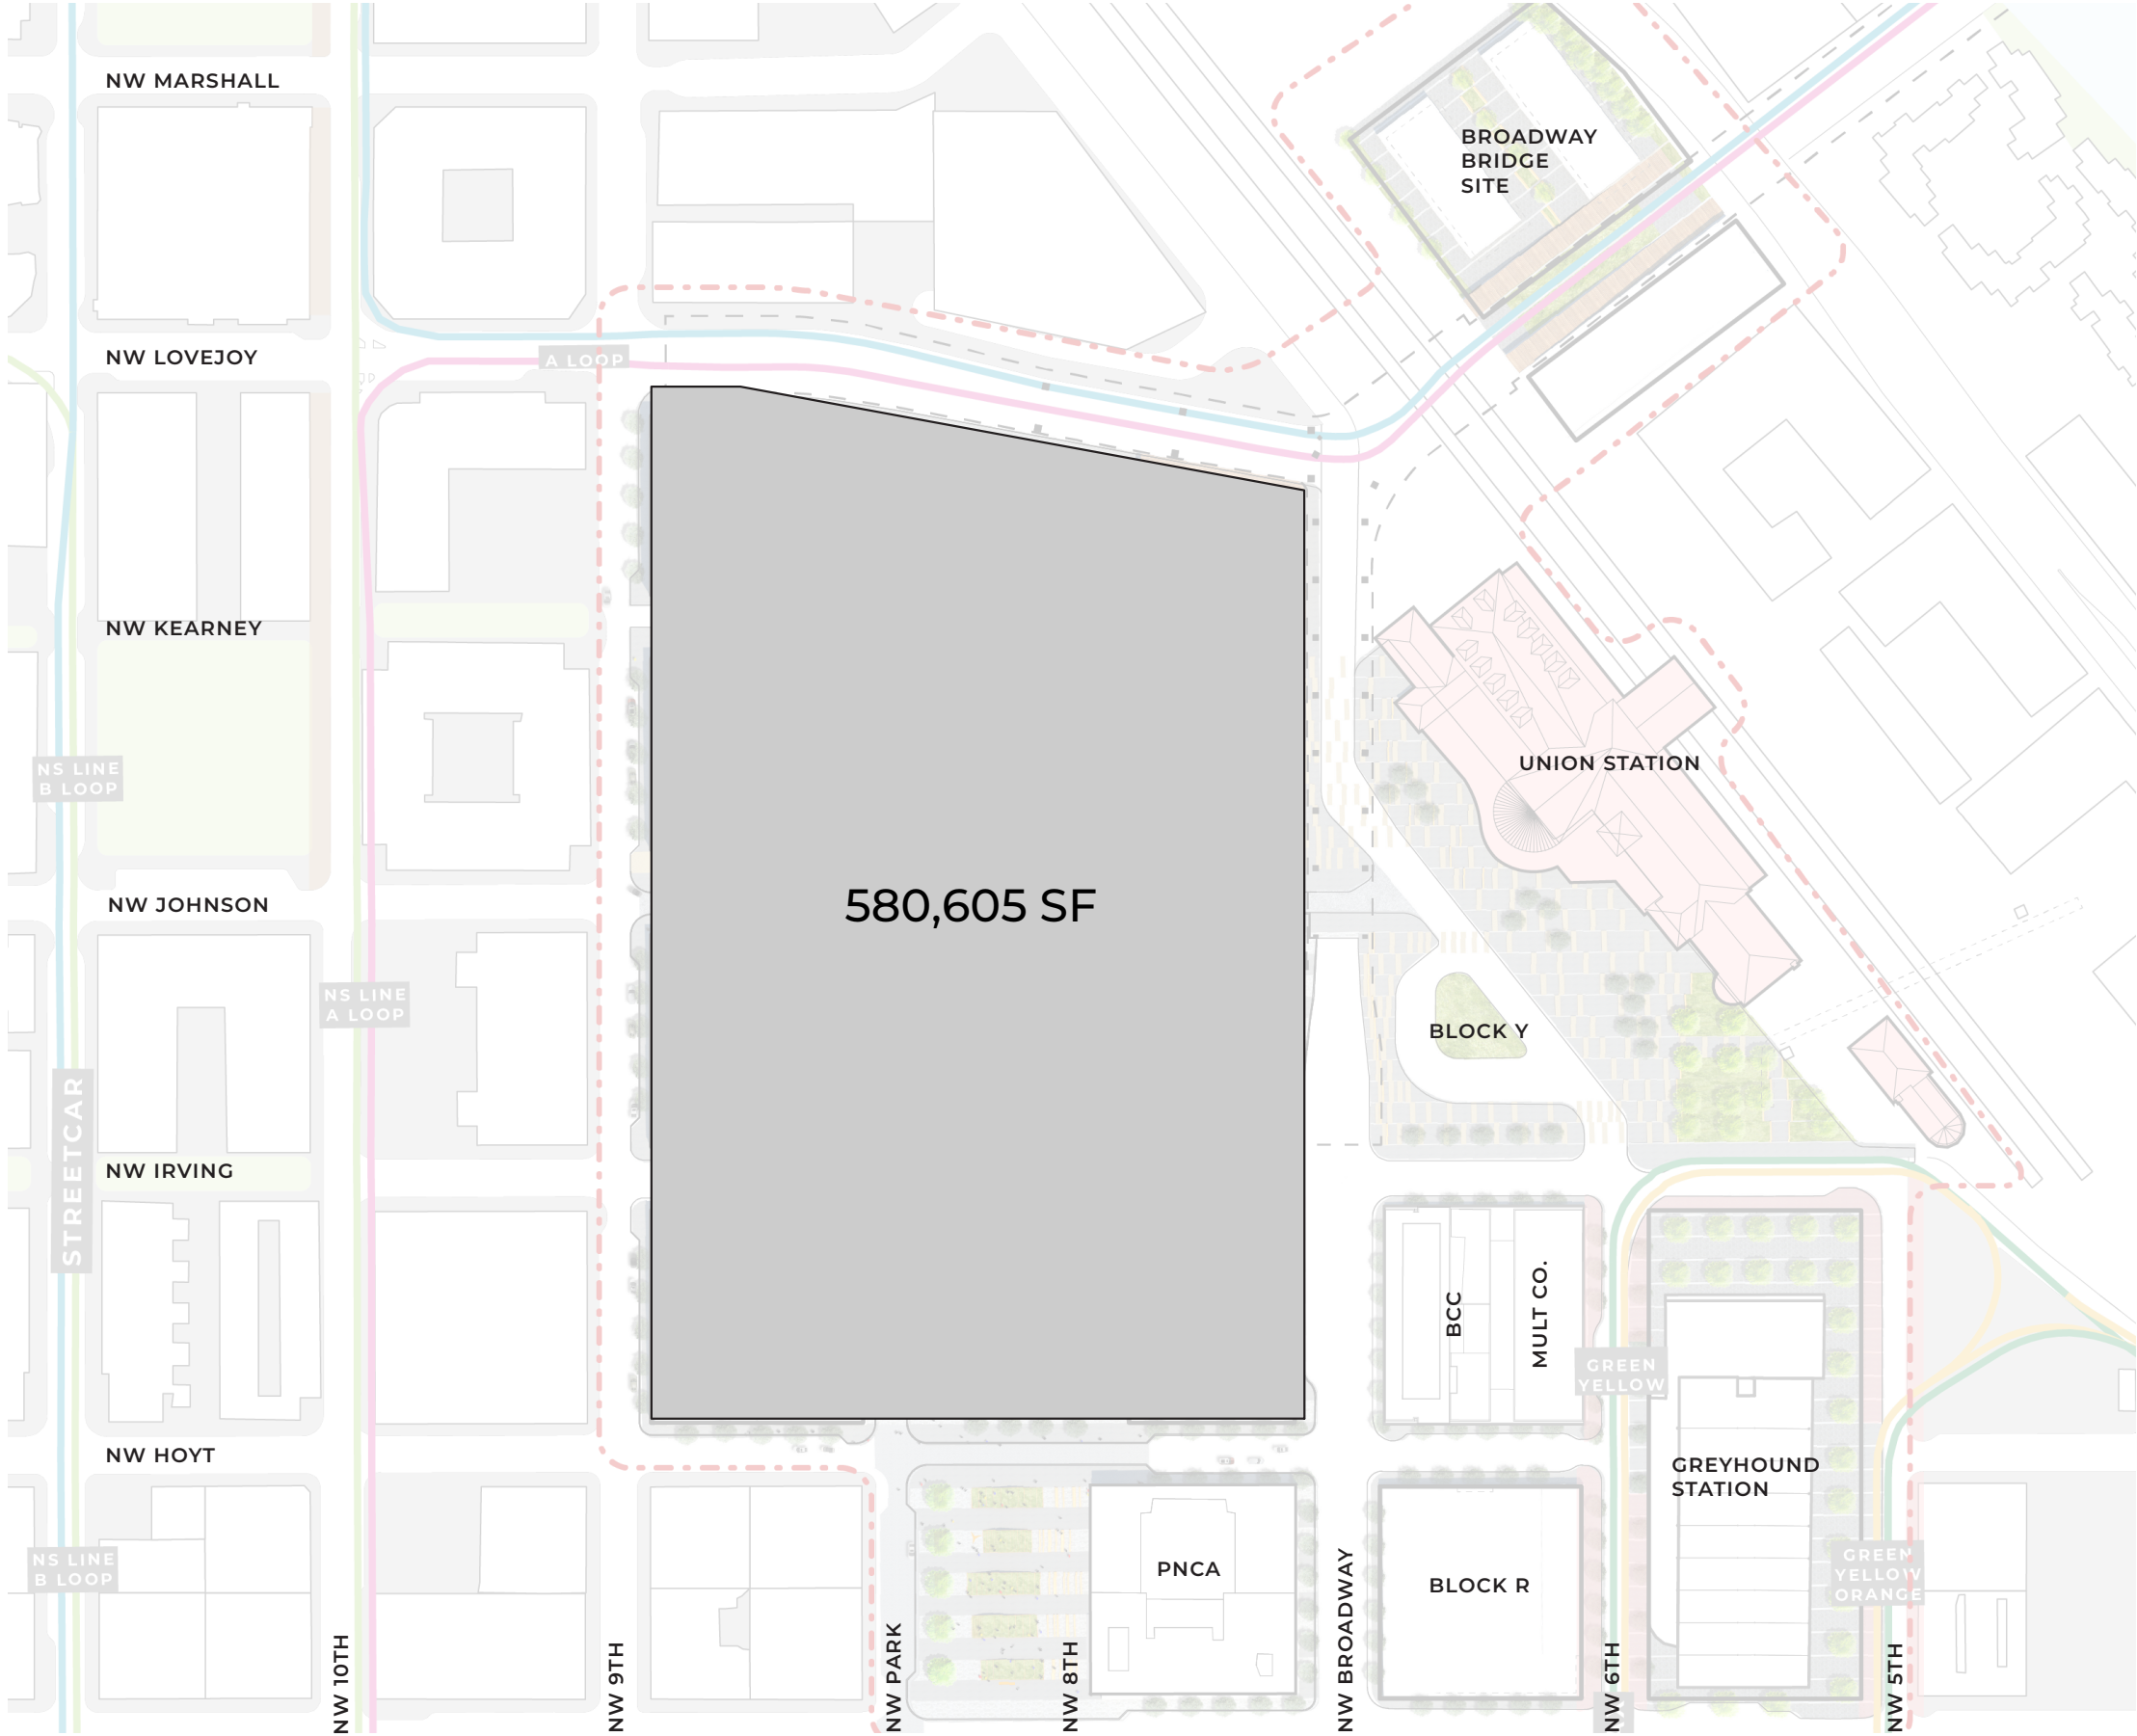 NW MARSHALL
BROADWAY
BRIDGE
SITE
NW LOVEJOY
A LOOP
NW KEARNEY
NS LINE
B LOOP
UNION STATION
NW JOHNSON
580,605 SF
NS LINE
A LOOP
BLOCK Y
STREETCAR
NW IRVING
BCC
MULT CO.
GREEN
YELLOW
NW HOYT
GREYHOUND
STATION
NS LINE
B LOOP
PNCA
BLOCK R
GREEN
YELLOW
ORANGE
NW 10TH
NW 9TH
NW PARK
NW 8TH
NW BROADWAY
NW 6TH
NW 5TH